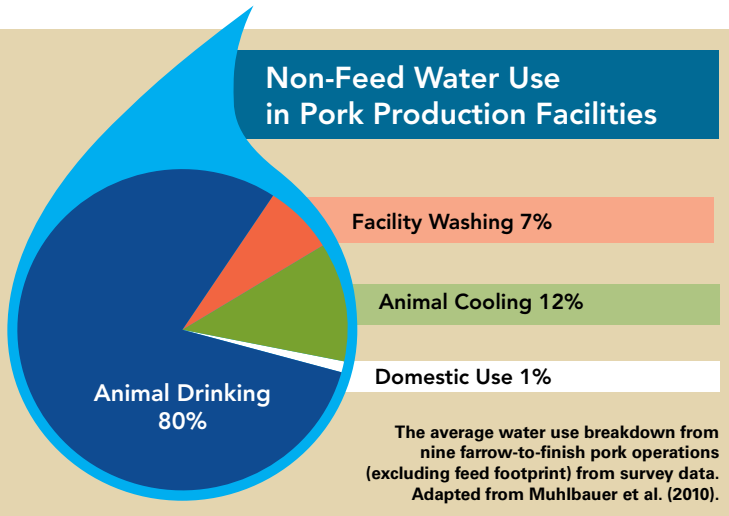 Non-Feed Water Use
in Pork Production Facilities
Facility Washing 7%
Animal Cooling 12%
Domestic Use 1%
Animal Drinking
80%
The average water use breakdown from
nine farrow-to-finish pork operations
(excluding feed footprint) from survey data.
Adapted from Muhlbauer et al. (2010).